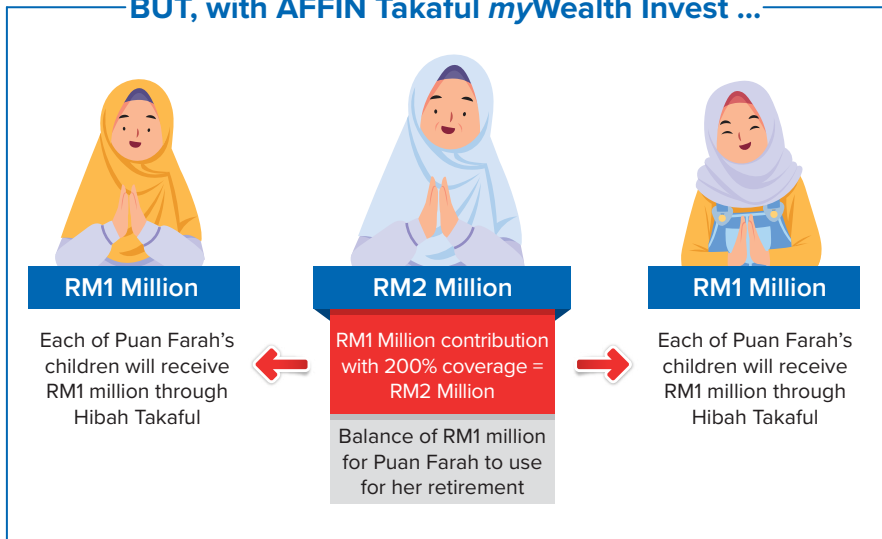 BUT, with AFFIN Takaful myWealth Invest ...
RM1 Million
Each of Puan Farah's
children will receive
RM1 million through
Hibah Takaful
RM2 Million
RM1 Million contribution
with 200% coverage =
RM2 Million
Balance of RM1 million
for Puan Farah to use
for her retirement
RM1 Million
Each of Puan Farah's
children will receive
RM1 million through
Hibah Takaful